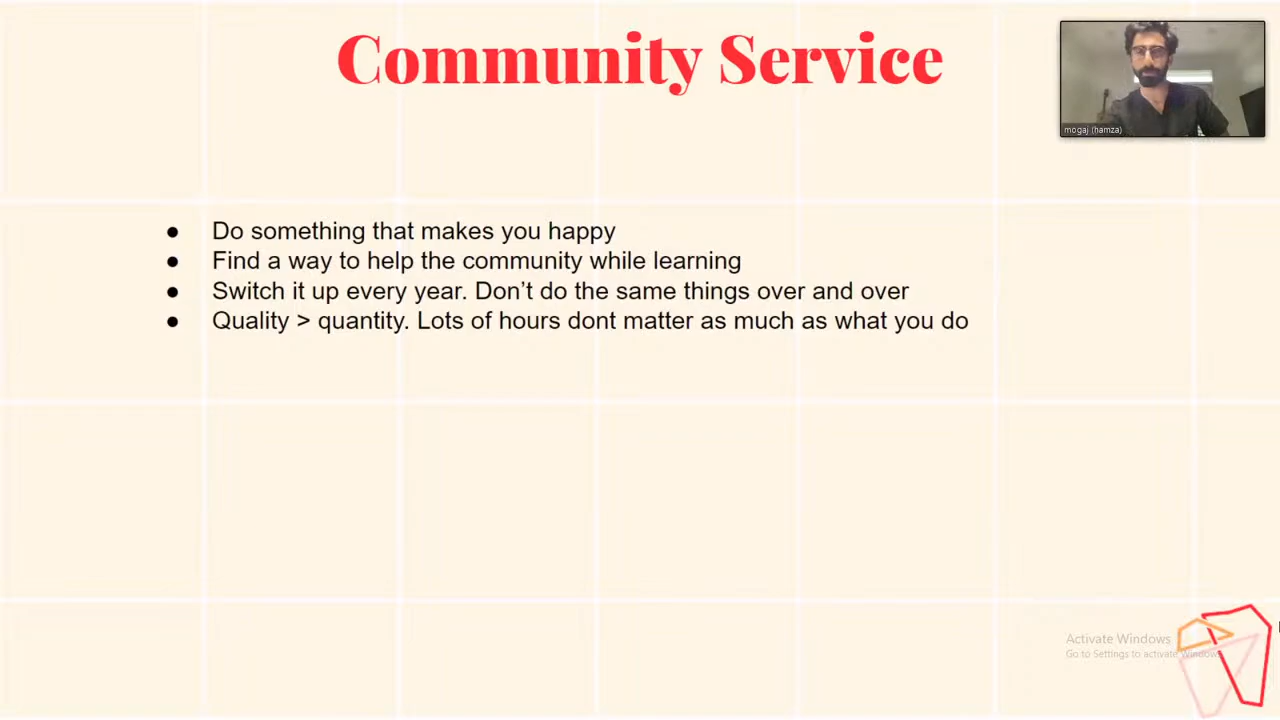 Community Service
mogaj (hamza)
● Do something that makes you happy
● Find a way to help the community while learning
● Switch it up every year. Don’t do the same things over and over
● Quality > quantity. Lots of hours dont matter as much as what you do
Activate Windows
Go to Settings to activate Windows.